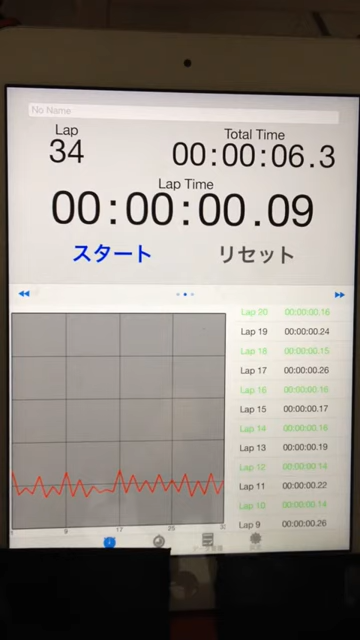 No Name
Lap
34
Total Time
00:00:06.3
Lap Time
00:00:00.09
スタート
リセット
Lap 20 00:00:00.16
Lap 19 00:00:00.24
Lap 18 00:00:00.15
Lap 17 00:00:00.26
Lap 16 00:00:00.16
Lap 15 00:00:00.17
Lap 14 00:00:00.16
Lap 13 00:00:00.19
Lap 12 00:00:00.14
Lap 11 00:00:00.22
Lap 10 00:00:00.14
Lap 9 00:00:00.26
9 17 25